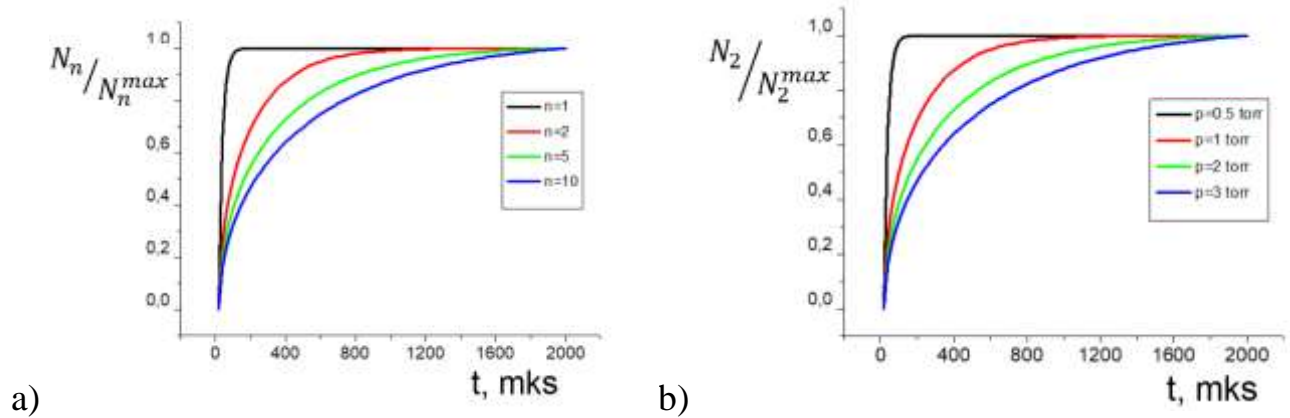 N_n / N_n^max
1.0
0,8
0,6
0,4
0,2
0,0
0 400 800 1200 1600 2000
t, mks
n=1
n=2
n=5
n=10
a)
N_2 / N_2^max
1.0
0,8
0,6
0,4
0,2
0,0
0 400 800 1200 1600 2000
t, mks
p=0.5 torr
p=1 torr
p=2 torr
p=3 torr
b)